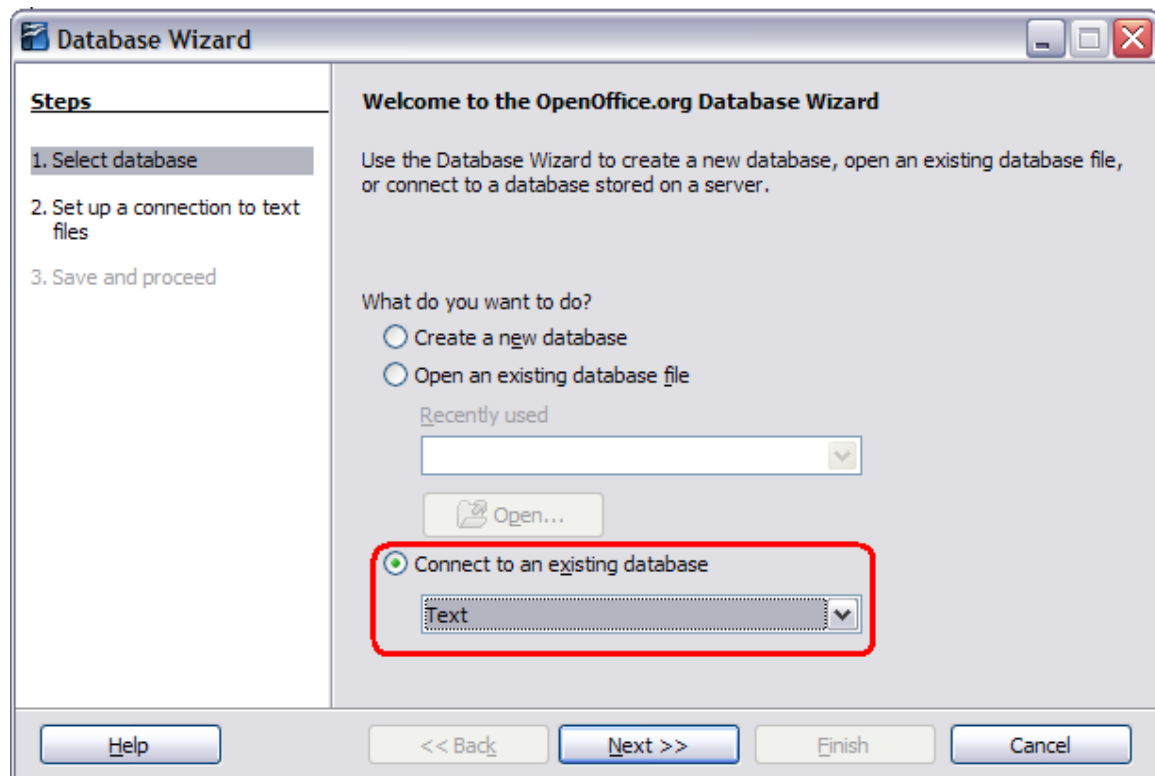 Database Wizard
Steps
1. Select database
2. Set up a connection to text
files
3. Save and proceed
Welcome to the OpenOffice.org Database Wizard
Use the Database Wizard to create a new database, open an existing database file,
or connect to a database stored on a server.
What do you want to do?
Create a new database
Open an existing database file
Recently used
Open...
Connect to an existing database
Text
Help
<< Back
Next >>
Finish
Cancel